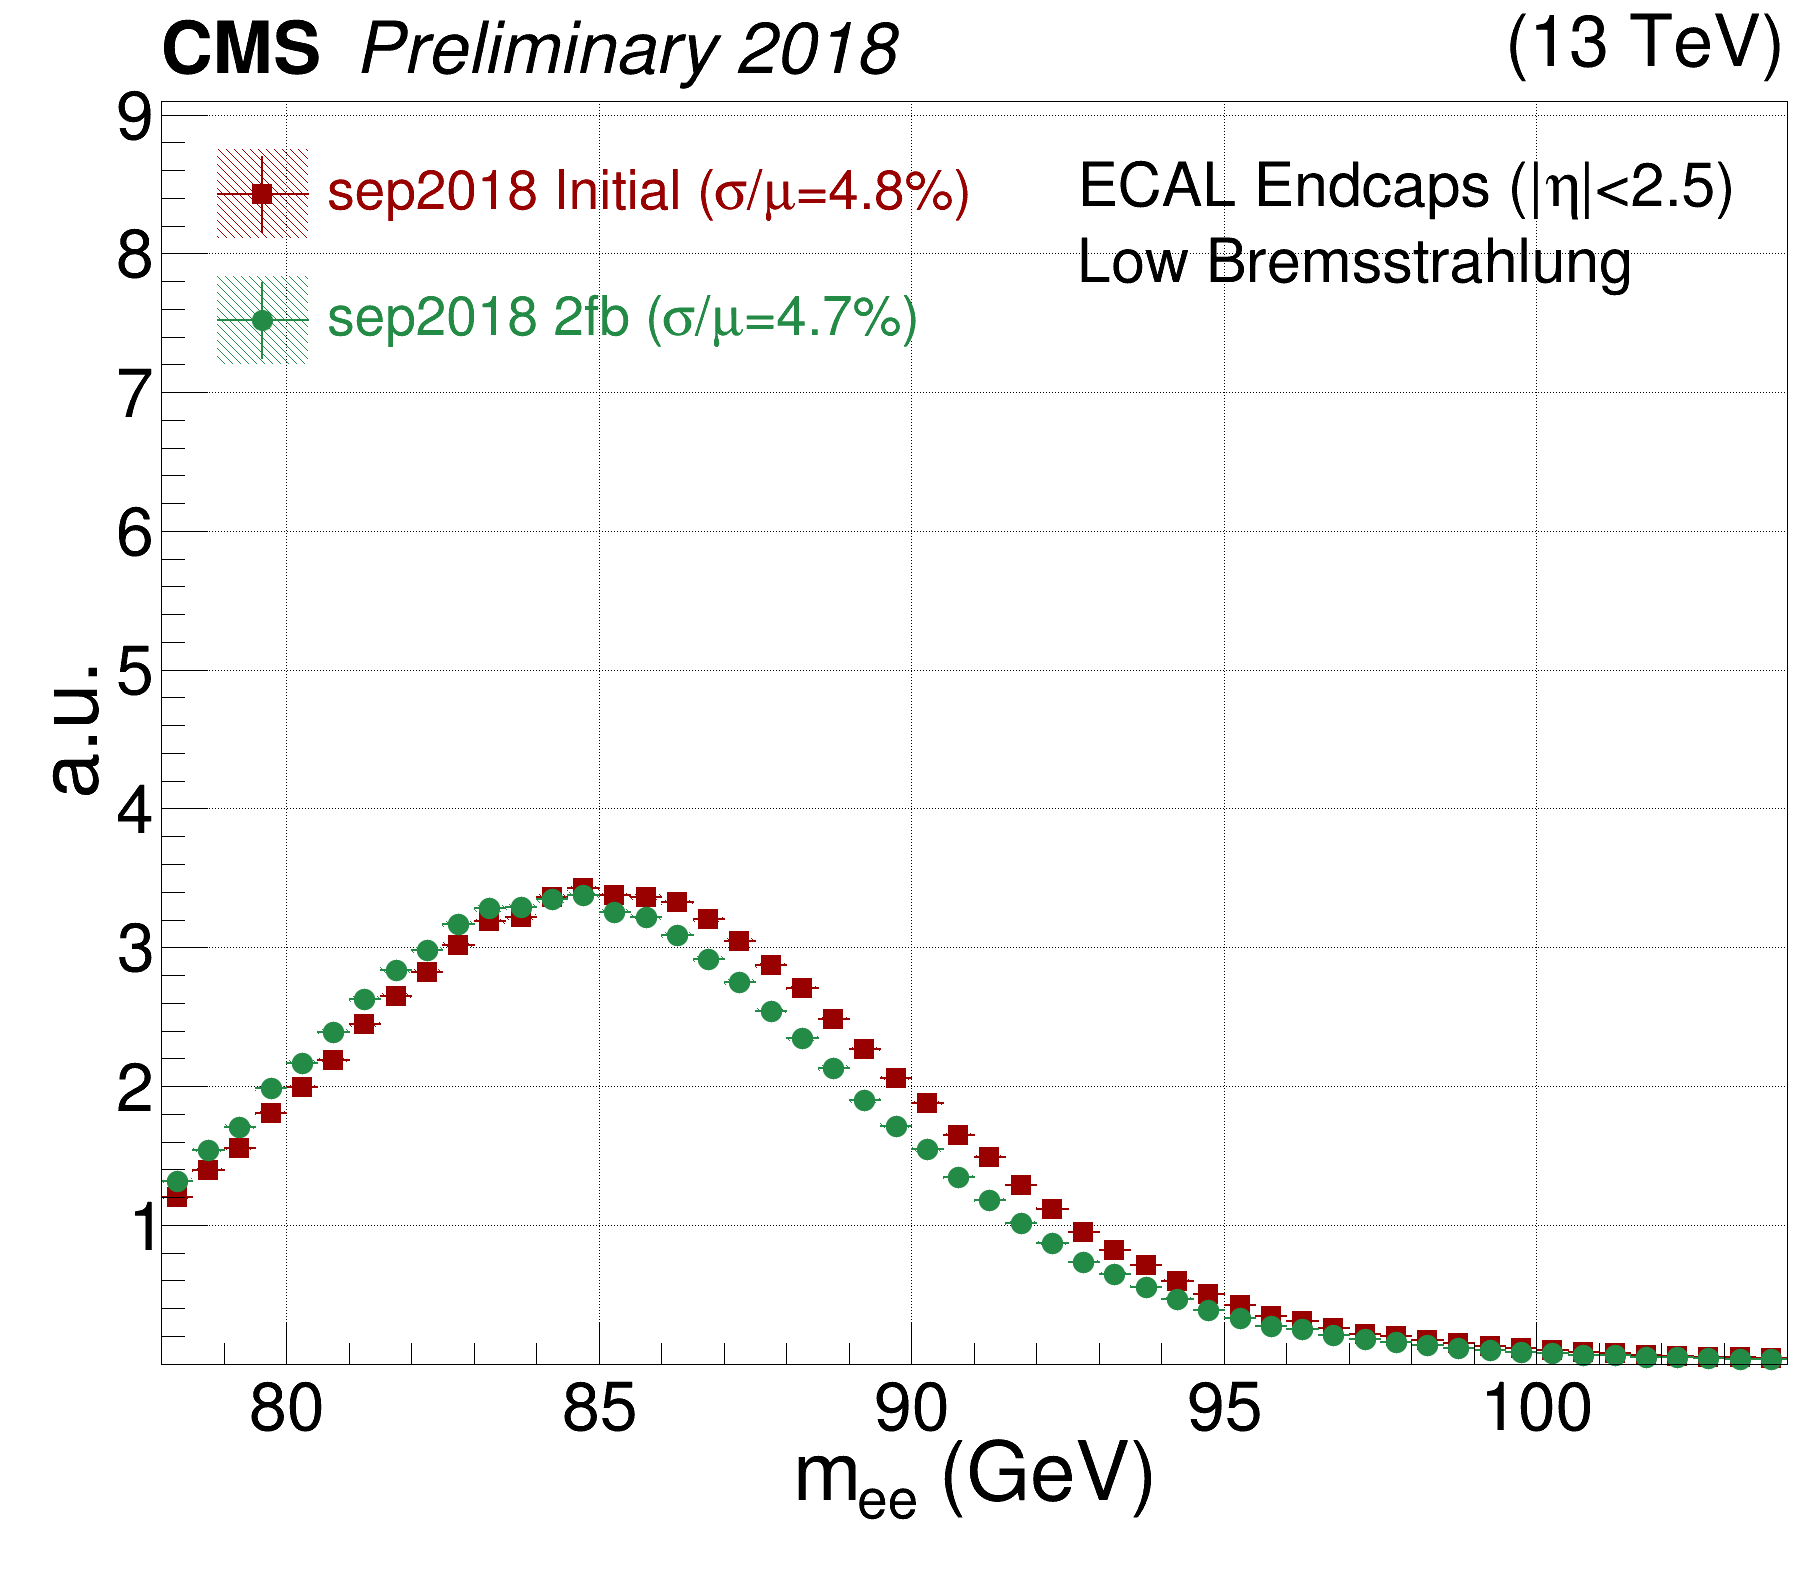 CMS Preliminary 2018 (13 TeV)
sep2018 Initial (σ/μ=4.8%)
sep2018 2fb (σ/μ=4.7%)
ECAL Endcaps (|η|<2.5)
Low Bremsstrahlung
a.u.
9
8
7
6
5
4
3
2
1
80 85 90 95 100
mee (GeV)